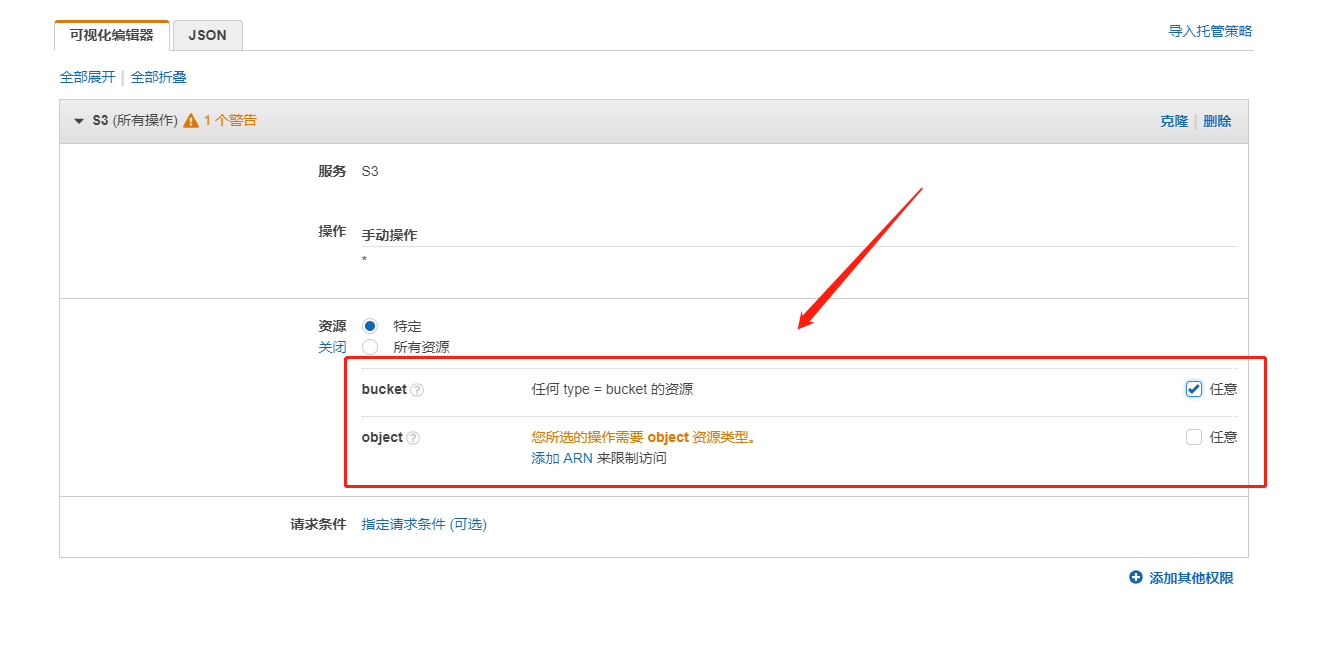 可视化编辑器 JSON 导入托管策略
全部展开 | 全部折叠
S3 (所有操作) 1 个警告 克隆 | 删除
服务 S3
操作 手动操作
*
资源 特定
关闭 所有资源
bucket ? 任何 type = bucket 的资源 任意
object ? 您所选的操作需要 object 资源类型。 任意
添加 ARN 来限制访问
请求条件 指定请求条件 (可选)
添加其他权限